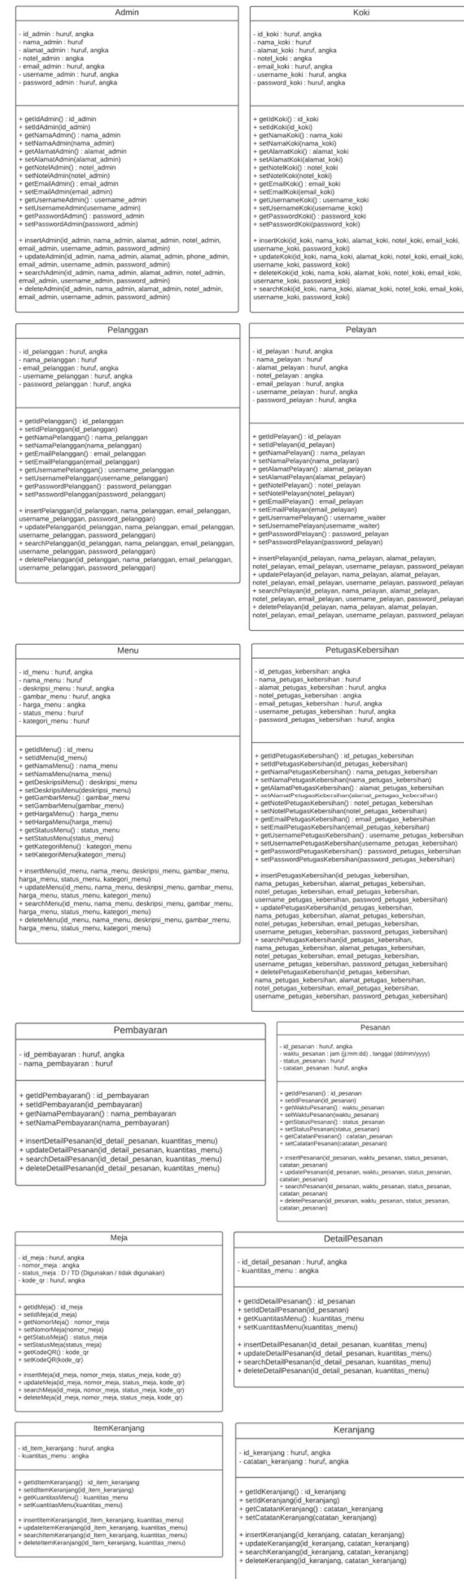 Admin
- id_admin : huruf, angka
- nama_admin : huruf
- alamat_admin : huruf, angka
- notel_admin : angka
- email_admin : huruf, angka
- username_admin : huruf, angka
- password_admin : huruf, angka
+ getIdAdmin() : id_admin
+ setIdAdmin(id_admin)
+ getNamaAdmin() : nama_admin
+ setNamaAdmin(nama_admin)
+ getAlamatAdmin() : alamat_admin
+ setAlamatAdmin(alamat_admin)
+ getNotelAdmin() : notel_admin
+ setNotelAdmin(notel_admin)
+ getEmailAdmin() : email_admin
+ setEmailAdmin(email_admin)
+ getUsernameAdmin() : username_admin
+ setUsernameAdmin(username_admin)
+ getPasswordAdmin() : password_admin
+ setPasswordAdmin(password_admin)
+ insertAdmin(id_admin, nama_admin, alamat_admin, notel_admin,
email_admin, username_admin, password_admin)
+ updateAdmin(id_admin, nama_admin, alamat_admin, phone_admin,
email_admin, username_admin, password_admin)
+ searchAdmin(id_admin, nama_admin, alamat_admin, notel_admin,
email_admin, username_admin, password_admin)
+ deleteAdmin(id_admin, nama_admin, alamat_admin, notel_admin,
email_admin, username_admin, password_admin)
Koki
- id_koki : huruf, angka
- nama_koki : huruf
- alamat_koki : huruf, angka
- notel_koki : angka
- email_koki : huruf, angka
- username_koki : huruf, angka
- password_koki : huruf, angka
+ getIdKoki() : id_koki
+ setIdKoki(id_koki)
+ getNamaKoki() : nama_koki
+ setNamaKoki(nama_koki)
+ getAlamatKoki() : alamat_koki
+ setAlamatKoki(alamat_koki)
+ getNotelKoki() : notel_koki
+ setNotelKoki(notel_koki)
+ getEmailKoki() : email_koki
+ setEmailKoki(email_koki)
+ getUsernameKoki() : username_koki
+ setUsernameKoki(username_koki)
+ getPasswordKoki() : password_koki
+ setPasswordKoki(password_koki)
+ insertKoki(id_koki, nama_koki, alamat_koki, notel_koki, email_koki,
username_koki, password_koki)
+ updateKoki(id_koki, nama_koki, alamat_koki, notel_koki, email_koki,
username_koki, password_koki)
+ deleteKoki(id_koki, nama_koki, alamat_koki, notel_koki, email_koki,
username_koki, password_koki)
+ searchKoki(id_koki, nama_koki, alamat_koki, notel_koki, email_koki,
username_koki, password_koki)
Pelanggan
- id_pelanggan : huruf, angka
- nama_pelanggan : huruf
- email_pelanggan : huruf, angka
- username_pelanggan : huruf, angka
- password_pelanggan : huruf, angka
+ getIdPelanggan() : id_pelanggan
+ setIdPelanggan(id_pelanggan)
+ getNamaPelanggan() : nama_pelanggan
+ setNamaPelanggan(nama_pelanggan)
+ getEmailPelanggan() : email_pelanggan
+ setEmailPelanggan(email_pelanggan)
+ getUsernamePelanggan() : username_pelanggan
+ setUsernamePelanggan(username_pelanggan)
+ getPasswordPelanggan() : password_pelanggan
+ setPasswordPelanggan(password_pelanggan)
+ insertPelanggan(id_pelanggan, nama_pelanggan, email_pelanggan,
username_pelanggan, password_pelanggan)
+ updatePelanggan(id_pelanggan, nama_pelanggan, email_pelanggan,
username_pelanggan, password_pelanggan)
+ searchPelanggan(id_pelanggan, nama_pelanggan, email_pelanggan,
username_pelanggan, password_pelanggan)
+ deletePelanggan(id_pelanggan, nama_pelanggan, email_pelanggan,
username_pelanggan, password_pelanggan)
Pelayan
- id_pelayan : huruf, angka
- nama_pelayan : huruf
- alamat_pelayan : huruf, angka
- notel_pelayan : angka
- email_pelayan : huruf, angka
- username_pelayan : huruf, angka
- password_pelayan : huruf, angka
+ getIdPelayan() : id_pelayan
+ setIdPelayan(id_pelayan)
+ getNamaPelayan() : nama_pelayan
+ setNamaPelayan(nama_pelayan)
+ getAlamatPelayan() : alamat_pelayan
+ setAlamatPelayan(alamat_pelayan)
+ getNotelPelayan() : notel_pelayan
+ setNotelPelayan(notel_pelayan)
+ getEmailPelayan() : email_pelayan
+ setEmailPelayan(email_pelayan)
+ getUsernamePelayan() : username_waiter
+ setUsernamePelayan(username_waiter)
+ getPasswordPelayan() : password_pelayan
+ setPasswordPelayan(password_pelayan)
+ insertPelayan(id_pelayan, nama_pelayan, alamat_pelayan,
notel_pelayan, email_pelayan, username_pelayan, password_pelayan)
+ updatePelayan(id_pelayan, nama_pelayan, alamat_pelayan,
notel_pelayan, email_pelayan, username_pelayan, password_pelayan)
+ searchPelayan(id_pelayan, nama_pelayan, alamat_pelayan,
notel_pelayan, email_pelayan, username_pelayan, password_pelayan)
+ deletePelayan(id_pelayan, nama_pelayan, alamat_pelayan,
notel_pelayan, email_pelayan, username_pelayan, password_pelayan)
Menu
- id_menu : huruf, angka
- nama_menu : huruf
- deskripsi_menu : huruf, angka
- gambar_menu : huruf, angka
- harga_menu : angka
- status_menu : huruf
- kategori_menu : huruf
+ getIdMenu() : id_menu
+ setIdMenu(id_menu)
+ getNamaMenu() : nama_menu
+ setNamaMenu(nama_menu)
+ getDeskripsiMenu() : deskripsi_menu
+ setDeskripsiMenu(deskripsi_menu)
+ getGambarMenu() : gambar_menu
+ setGambarMenu(gambar_menu)
+ getHargaMenu() : harga_menu
+ setHargaMenu(harga_menu)
+ getStatusMenu() : status_menu
+ setStatusMenu(status_menu)
+ getKategoriMenu() : kategori_menu
+ setKategoriMenu(kategori_menu)
+ insertMenu(id_menu, nama_menu, deskripsi_menu, gambar_menu,
harga_menu, status_menu, kategori_menu)
+ updateMenu(id_menu, nama_menu, deskripsi_menu, gambar_menu,
harga_menu, status_menu, kategori_menu)
+ searchMenu(id_menu, nama_menu, deskripsi_menu, gambar_menu,
harga_menu, status_menu, kategori_menu)
+ deleteMenu(id_menu, nama_menu, deskripsi_menu, gambar_menu,
harga_menu, status_menu, kategori_menu)
PetugasKebersihan
- id_petugas_kebersihan: angka
- nama_petugas_kebersihan : huruf
- alamat_petugas_kebersihan : huruf, angka
- notel_petugas_kebersihan : angka
- email_petugas_kebersihan : huruf, angka
- username_petugas_kebersihan : huruf, angka
- password_petugas_kebersihan : huruf, angka
+ getIdPetugasKebersihan() : id_petugas_kebersihan
+ setIdPetugasKebersihan(id_petugas_kebersihan)
+ getNamaPetugasKebersihan() : nama_petugas_kebersihan
+ setNamaPetugasKebersihan(nama_petugas_kebersihan)
+ getAlamatPetugasKebersihan() : alamat_petugas_kebersihan
+ setAlamatPetugasKebersihan(alamat_petugas_kebersihan)
+ getNotelPetugasKebersihan() : notel_petugas_kebersihan
+ setNotelPetugasKebersihan(notel_petugas_kebersihan)
+ getEmailPetugasKebersihan() : email_petugas_kebersihan
+ setEmailPetugasKebersihan(email_petugas_kebersihan)
+ getUsernamePetugasKebersihan() : username_petugas_kebersihan
+ setUsernamePetugasKebersihan(username_petugas_kebersihan)
+ getPasswordPetugasKebersihan() : password_petugas_kebersihan
+ setPasswordPetugasKebersihan(password_petugas_kebersihan)
+ insertPetugasKebersihan(id_petugas_kebersihan,
nama_petugas_kebersihan, alamat_petugas_kebersihan,
notel_petugas_kebersihan, email_petugas_kebersihan,
username_petugas_kebersihan, password_petugas_kebersihan)
+ updatePetugasKebersihan(id_petugas_kebersihan,
nama_petugas_kebersihan, alamat_petugas_kebersihan,
notel_petugas_kebersihan, email_petugas_kebersihan,
username_petugas_kebersihan, password_petugas_kebersihan)
+ searchPetugasKebersihan(id_petugas_kebersihan,
nama_petugas_kebersihan, alamat_petugas_kebersihan,
notel_petugas_kebersihan, email_petugas_kebersihan,
username_petugas_kebersihan, password_petugas_kebersihan)
+ deletePetugasKebersihan(id_petugas_kebersihan,
nama_petugas_kebersihan, alamat_petugas_kebersihan,
notel_petugas_kebersihan, email_petugas_kebersihan,
username_petugas_kebersihan, password_petugas_kebersihan)
Pembayaran
- id_pembayaran : huruf, angka
- nama_pembayaran : huruf
+ getIdPembayaran() : id_pembayaran
+ setIdPembayaran(id_pembayaran)
+ getNamaPembayaran() : nama_pembayaran
+ setNamaPembayaran(nama_pembayaran)
+ insertDetailPesanan(id_detail_pesanan, kuantitas_menu)
+ updateDetailPesanan(id_detail_pesanan, kuantitas_menu)
+ searchDetailPesanan(id_detail_pesanan, kuantitas_menu)
+ deleteDetailPesanan(id_detail_pesanan, kuantitas_menu)
Pesanan
- id_pesanan : huruf, angka
- waktu_pesanan : jam (jj:mm:dd) , tanggal (dd/mm/yyyy)
- status_pesanan : huruf
- catatan_pesanan : huruf, angka
+ getIdPesanan() : id_pesanan
+ setIdPesanan(id_pesanan)
+ getWaktuPesanan() : waktu_pesanan
+ setWaktuPesanan(waktu_pesanan)
+ getStatusPesanan() : status_pesanan
+ setStatusPesanan(status_pesanan)
+ getCatatanPesanan() : catatan_pesanan
+ setCatatanPesanan(catatan_pesanan)
+ insertPesanan(id_pesanan, waktu_pesanan, status_pesanan,
catatan_pesanan)
+ updatePesanan(id_pesanan, waktu_pesanan, status_pesanan,
catatan_pesanan)
+ searchPesanan(id_pesanan, waktu_pesanan, status_pesanan,
catatan_pesanan)
+ deletePesanan(id_pesanan, waktu_pesanan, status_pesanan,
catatan_pesanan)
Meja
- id_meja : huruf, angka
- nomor_meja : angka
- status_meja : D / TD (Digunakan / tidak digunakan)
- kode_qr : huruf, angka
+ getIdMeja() : id_meja
+ setIdMeja(id_meja)
+ getNomorMeja() : nomor_meja
+ setNomorMeja(nomor_meja)
+ getStatusMeja() : status_meja
+ setStatusMeja(status_meja)
+ getKodeQR() : kode_qr
+ setKodeQR(kode_qr)
+ insertMeja(id_meja, nomor_meja, status_meja, kode_qr)
+ updateMeja(id_meja, nomor_meja, status_meja, kode_qr)
+ searchMeja(id_meja, nomor_meja, status_meja, kode_qr)
+ deleteMeja(id_meja, nomor_meja, status_meja, kode_qr)
DetailPesanan
- id_detail_pesanan : huruf, angka
- kuantitas_menu : angka
+ getIdDetailPesanan() : id_pesanan
+ setIdDetailPesanan(id_pesanan)
+ getKuantitasMenu() : kuantitas_menu
+ setKuantitasMenu(kuantitas_menu)
+ insertDetailPesanan(id_detail_pesanan, kuantitas_menu)
+ updateDetailPesanan(id_detail_pesanan, kuantitas_menu)
+ searchDetailPesanan(id_detail_pesanan, kuantitas_menu)
+ deleteDetailPesanan(id_detail_pesanan, kuantitas_menu)
ItemKeranjang
- id_item_keranjang : huruf, angka
- kuantitas_menu : angka
+ getIdItemKeranjang() : id_item_keranjang
+ setIdItemKeranjang(id_item_keranjang)
+ getKuantitasMenu() : kuantitas_menu
+ setKuantitasMenu(kuantitas_menu)
+ insertItemKeranjang(id_item_keranjang, kuantitas_menu)
+ updateItemKeranjang(id_item_keranjang, kuantitas_menu)
+ searchItemKeranjang(id_item_keranjang, kuantitas_menu)
+ deleteItemKeranjang(id_item_keranjang, kuantitas_menu)
Keranjang
- id_keranjang : huruf, angka
- catatan_keranjang : huruf, angka
+ getIdKeranjang() : id_keranjang
+ setIdKeranjang(id_keranjang)
+ getCatatanKeranjang() : catatan_keranjang
+ setCatatanKeranjang(catatan_keranjang)
+ insertKeranjang(id_keranjang, catatan_keranjang)
+ updateKeranjang(id_keranjang, catatan_keranjang)
+ searchKeranjang(id_keranjang, catatan_keranjang)
+ deleteKeranjang(id_keranjang, catatan_keranjang)